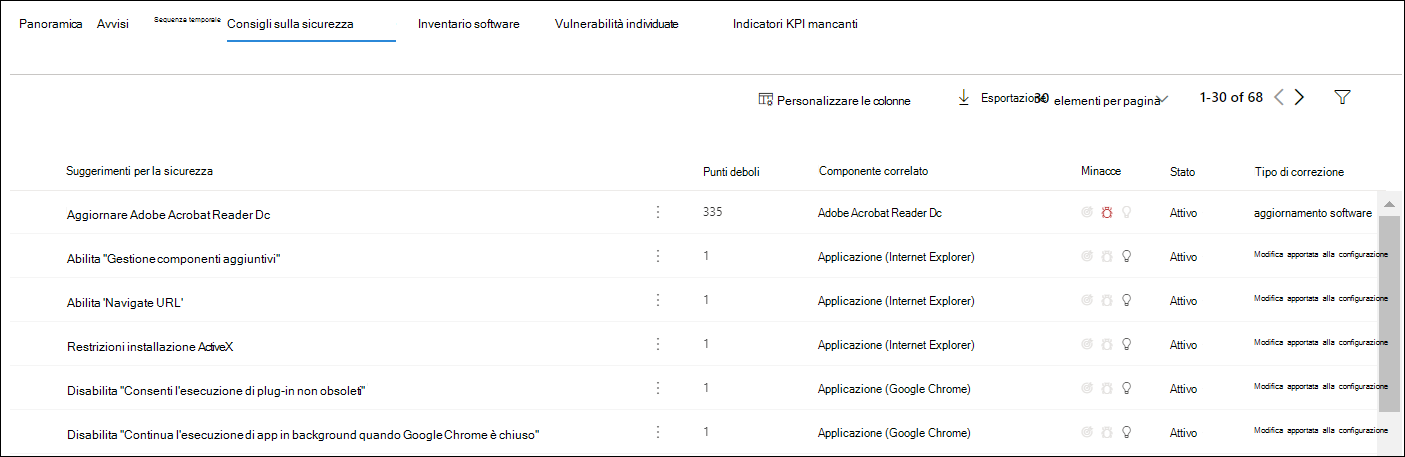 Panoramica Avvisi Sequenza temporale Consigli sulla sicurezza Inventario software Vulnerabilità individuate Indicatori KPI mancanti
Personalizzare le colonne Esportazione 30 elementi per pagina 1-30 of 68
Suggerimenti per la sicurezza Punti deboli Componente correlato Minacce Stato Tipo di correzione
Aggiornare Adobe Acrobat Reader Dc 335 Adobe Acrobat Reader Dc Attivo aggiornamento software
Abilita "Gestione componenti aggiuntivi" 1 Applicazione (Internet Explorer) Attivo Modifica apportata alla configurazione
Abilita 'Navigate URL' 1 Applicazione (Internet Explorer) Attivo Modifica apportata alla configurazione
Restrizioni installazione ActiveX 1 Applicazione (Internet Explorer) Attivo Modifica apportata alla configurazione
Disabilita "Consenti l'esecuzione di plug-in non obsoleti" 1 Applicazione (Google Chrome) Attivo Modifica apportata alla configurazione
Disabilita "Continua l'esecuzione di app in background quando Google Chrome è chiuso" 1 Applicazione (Google Chrome) Attivo Modifica apportata alla configurazione